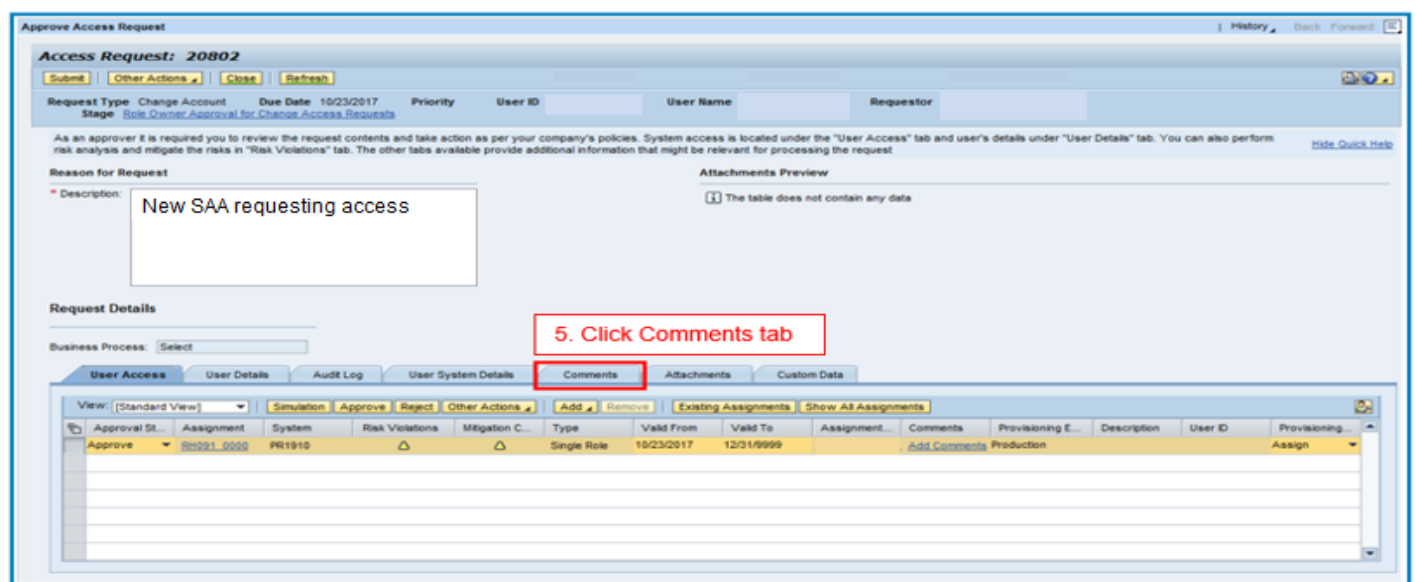 Approve Access Request | History Back Forward
Access Request: 20802
Submit Other Actions Close Refresh
Request Type Change Account Due Date 10/23/2017 Priority User ID User Name Requestor
Stage Role Owner Approval for Change Access Requests
As an approver it is required you to review the request contents and take action as per your company's policies. System access is located under the "User Access" tab and user's details under "User Details" tab. You can also perform
risk analysis and mitigate the risks in "Risk Violations" tab. The other tabs available provide additional information that might be relevant for processing the request
Hide Quick Help
Reason for Request Attachments Preview
* Description: New SAA requesting access
The table does not contain any data
Request Details
5. Click Comments tab
Business Process: Select
User Access User Details Audit Log User System Details Comments Attachments Custom Data
View: [Standard View] Simulation Approve Reject Other Actions Add Remove Existing Assignments Show All Assignments
Approval St... Assignment System Risk Violations Mitigation C... Type Valid From Valid To Assignment... Comments Provisioning E... Description User ID Provisioning...
Approve RH091_0000 PR1910 Single Role 10/23/2017 12/31/9999 Add Comments Production Assign